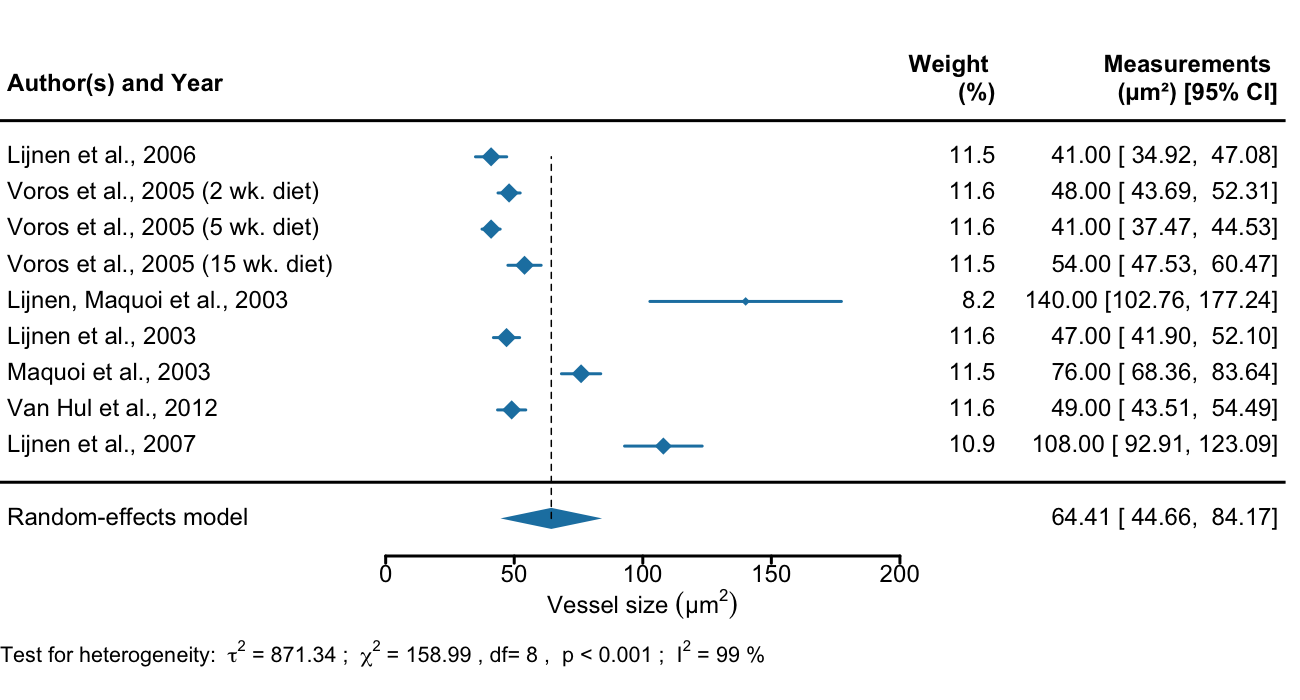 Author(s) and Year Weight (%) Measurements (µm²) [95% CI]
Lijnen et al., 2006 11.5 41.00 [ 34.92, 47.08]
Voros et al., 2005 (2 wk. diet) 11.6 48.00 [ 43.69, 52.31]
Voros et al., 2005 (5 wk. diet) 11.6 41.00 [ 37.47, 44.53]
Voros et al., 2005 (15 wk. diet) 11.5 54.00 [ 47.53, 60.47]
Lijnen, Maquoi et al., 2003 8.2 140.00 [102.76, 177.24]
Lijnen et al., 2003 11.6 47.00 [ 41.90, 52.10]
Maquoi et al., 2003 11.5 76.00 [ 68.36, 83.64]
Van Hul et al., 2012 11.6 49.00 [ 43.51, 54.49]
Lijnen et al., 2007 10.9 108.00 [ 92.91, 123.09]
Random-effects model 64.41 [ 44.66, 84.17]
0 50 100 150 200
Vessel size (µm²)
Test for heterogeneity: τ² = 871.34 ; χ² = 158.99 , df= 8 , p < 0.001 ; I² = 99 %